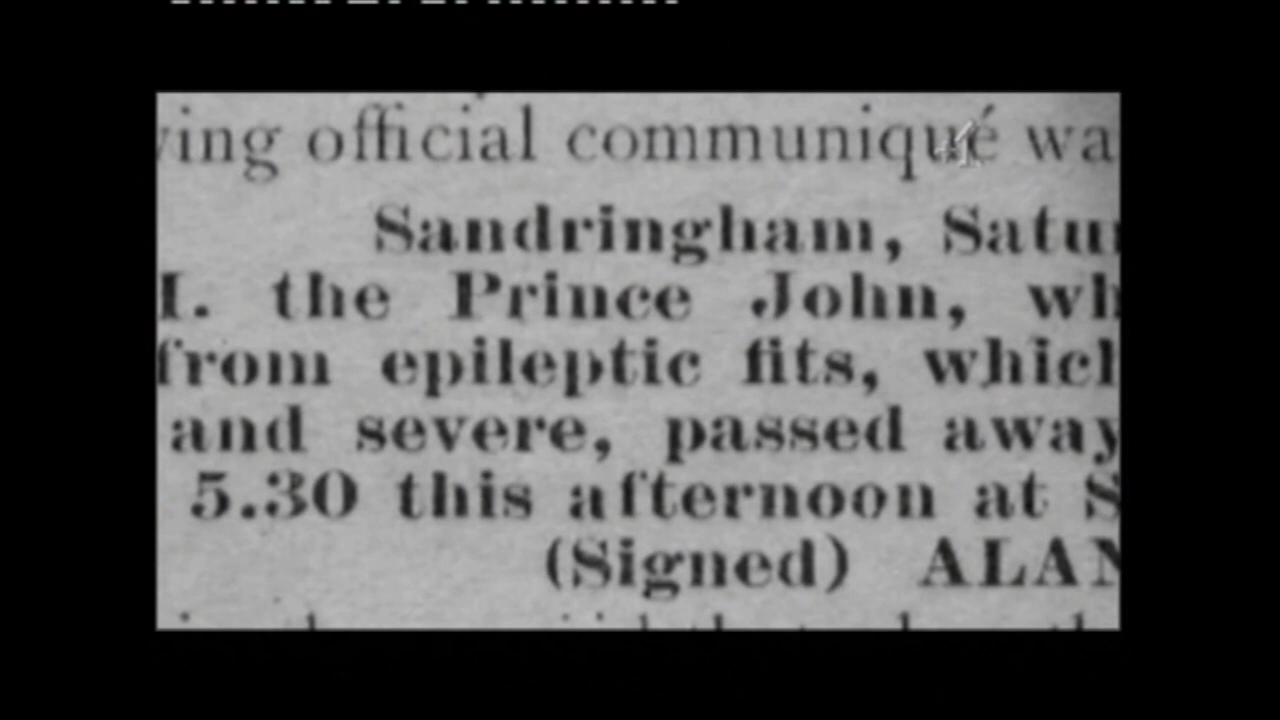 ving official communiqué wa
Sandringham, Satu
I. the Prince John, wh
from epileptic fits, which
and severe, passed away
5.30 this afternoon at S
(Signed) ALAN